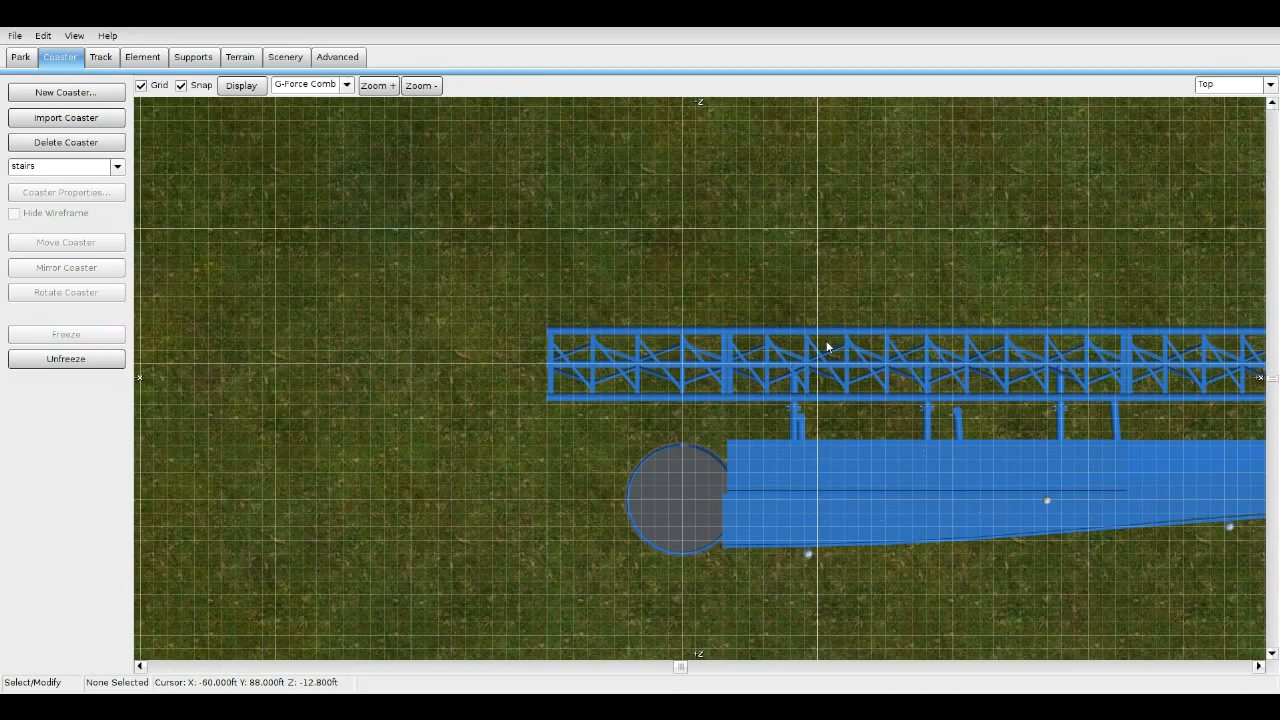 File Edit View Help
Park Coaster Track Element Supports Terrain Scenery Advanced
New Coaster... Grid Snap Display G-Force Comb Zoom + Zoom - Top
-Z
Import Coaster
Delete Coaster
stairs
Coaster Properties...
Hide Wireframe
Move Coaster
Mirror Coaster
Rotate Coaster
Freeze
Unfreeze
-X
+X
+Z
Select/Modify None Selected Cursor: X: -60.000ft Y: 88.000ft Z: -12.800ft